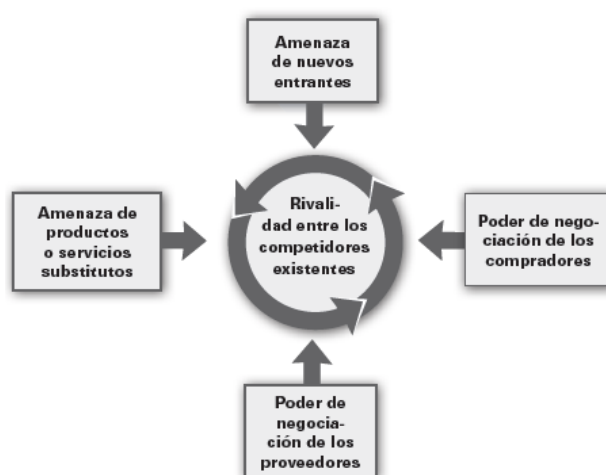 Amenaza
de nuevos
entrantes
Amenaza de
productos
o servicios
substitutos
Rivali-
dad entre los
competidores
existentes
Poder de nego-
ciación de los
compradores
Poder de
negocia-
ción de los
proveedores